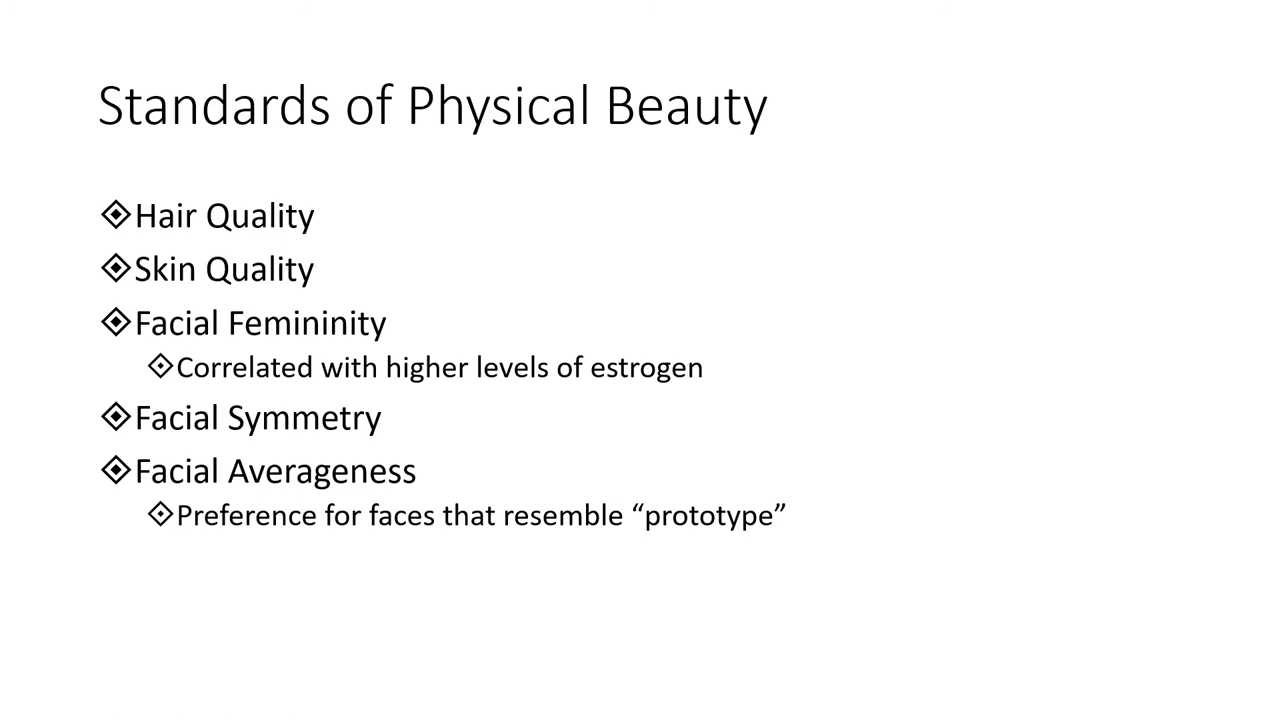 Standards of Physical Beauty
Hair Quality
Skin Quality
Facial Femininity
Correlated with higher levels of estrogen
Facial Symmetry
Facial Averageness
Preference for faces that resemble “prototype”